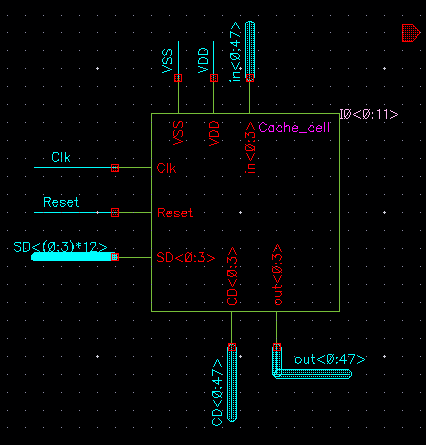 VSS
VDD
in<0:47>
I0<0:11>
Cache_cell
VSS
VDD
in<0:3>
Clk
Clk
Reset
Reset
SD<(0:3)*12>
SD<0:3>
CD<0:3>
out<0:3>
out<0:47>
CD<0:47>